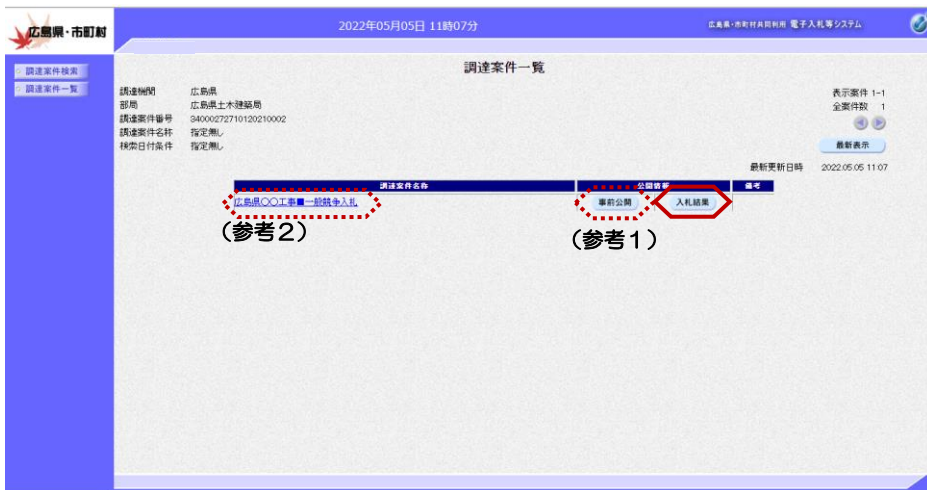 広島県・市町村
2022年05月05日 11時07分
広島県・市町村共同利用 電子入札等システム
調達案件検索
調達案件一覧
調達案件一覧
調達機関 広島県
部局 広島県土木建築局
調達案件番号 34000272710120210002
調達案件名称 指定無し
検索日付条件 指定無し
表示案件 1-1
全案件数 1
最新表示
最新更新日時 2022.05.05 11:07
調達案件名称 公開情報 備考
広島県〇〇工事■一般競争入札 事前公開 入札結果
（参考２） （参考１）